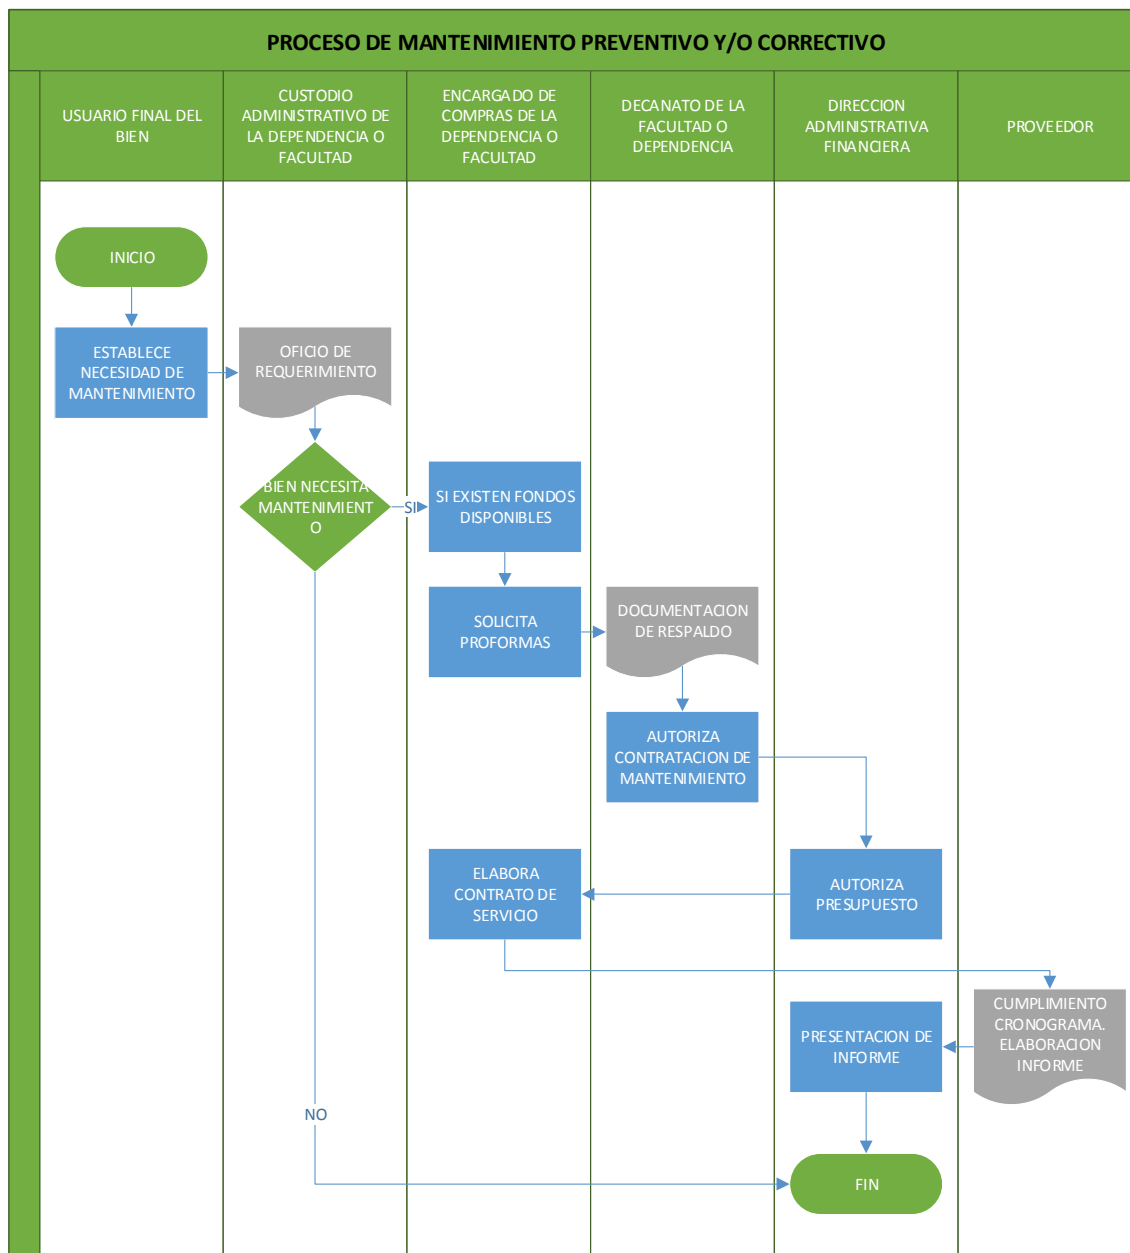 PROCESO DE MANTENIMIENTO PREVENTIVO Y/O CORRECTIVO
USUARIO FINAL DEL
BIEN
CUSTODIO
ADMINISTRATIVO DE
LA DEPENDENCIA O
FACULTAD
ENCARGADO DE
COMPRAS DE LA
DEPENDENCIA O
FACULTAD
DECANATO DE LA
FACULTAD O
DEPENDENCIA
DIRECCION
ADMINISTRATIVA
FINANCIERA
PROVEEDOR
INICIO
ESTABLECE
NECESIDAD DE
MANTENIMIENTO
OFICIO DE
REQUERIMIENTO
BIEN NECESITA
MANTENIMIENT
O
SI
SI EXISTEN FONDOS
DISPONIBLES
SOLICITA
PROFORMAS
DOCUMENTACION
DE RESPALDO
AUTORIZA
CONTRATACION DE
MANTENIMIENTO
AUTORIZA
PRESUPUESTO
ELABORA
CONTRATO DE
SERVICIO
CUMPLIMIENTO
CRONOGRAMA.
ELABORACION
INFORME
PRESENTACION DE
INFORME
NO
FIN